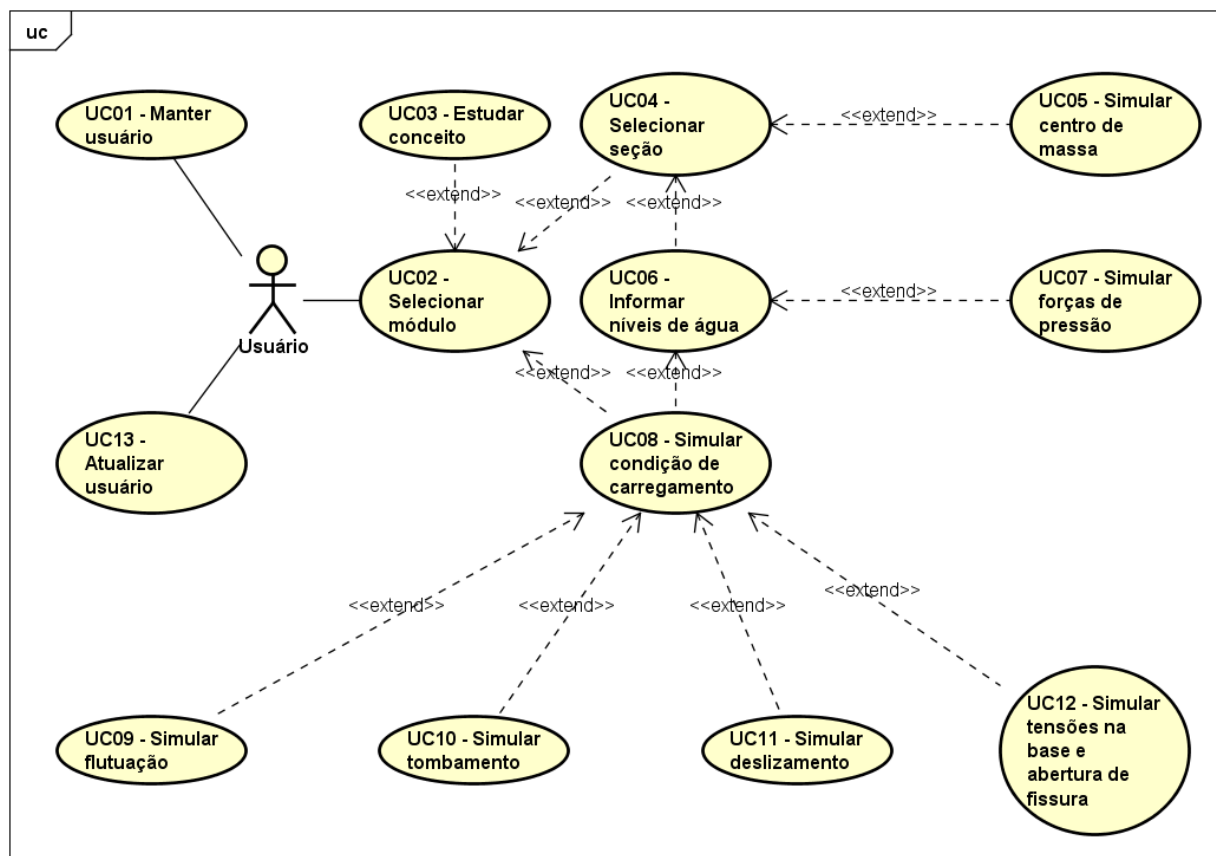 uc
UC01 - Manter
usuário
UC03 - Estudar
conceito
UC04 -
Selecionar
seção
<<extend>>
UC05 - Simular
centro de
massa
<<extend>>
<<extend>>
<<extend>>
UC02 -
Selecionar
módulo
UC06 -
Informar
níveis de água
<<extend>>
UC07 - Simular
forças de
pressão
Usuário
<<extend>>
<<extend>>
UC13 -
Atualizar
usuário
UC08 - Simular
condição de
carregamento
<<extend>>
<<extend>>
<<extend>>
<<extend>>
UC09 - Simular
flutuação
UC10 - Simular
tombamento
UC11 - Simular
deslizamento
UC12 - Simular
tensões na
base e
abertura de
fissura